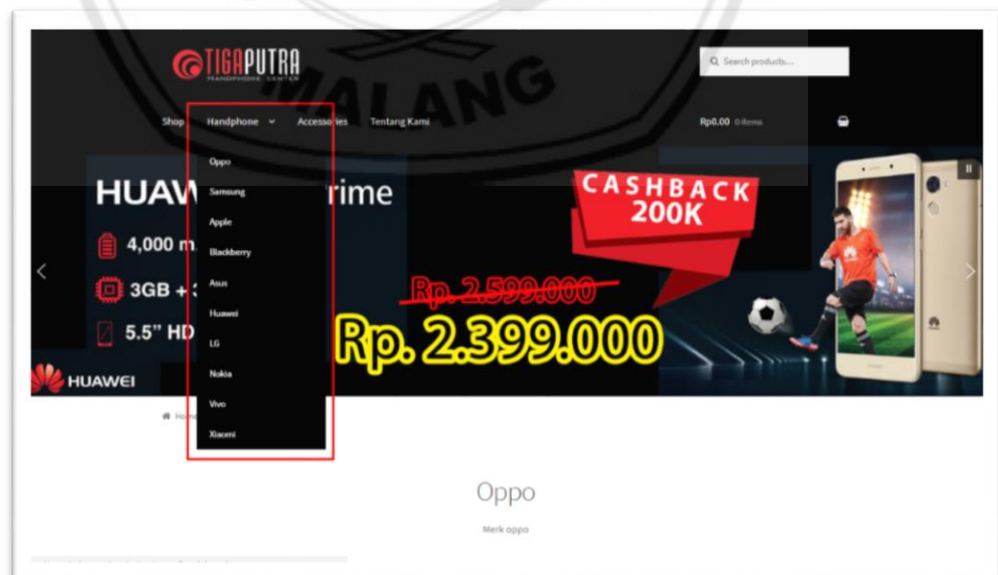 TIGAPUTRA
HANDPHONE CENTER
Search products...
MALANG
Shop Handphone Accessories Tentang Kami
Rp0.00 0 items
Oppo
Samsung
Apple
Blackberry
Asus
Huawei
LG
Nokia
Vivo
Xiaomi
HUAW rime
4,000 m
3GB +
5.5” HD
CASHBACK
200K
Rp. 2.599.000
Rp. 2.399.000
HUAWEI
Home
Oppo
Merk oppo